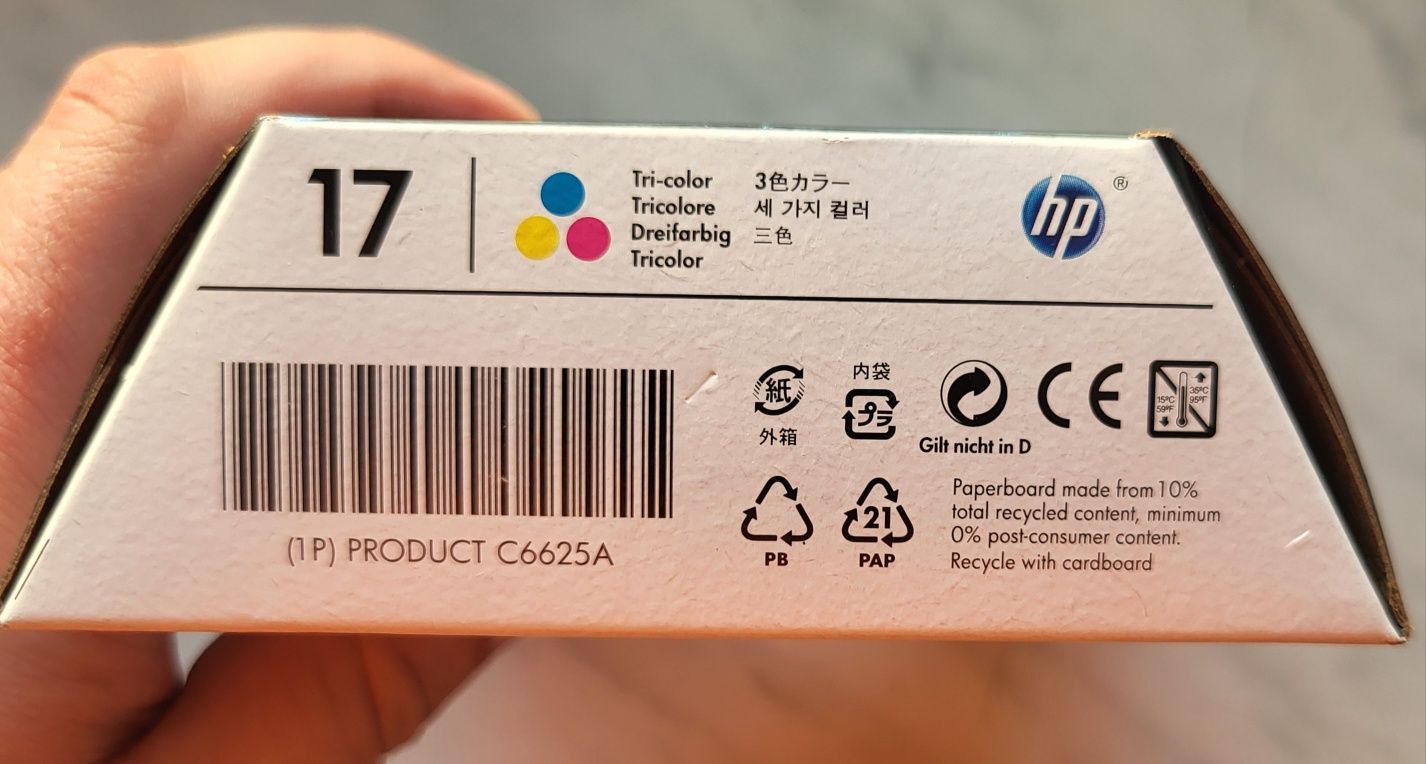 17
Tri-color
Tricolore
Dreifarbig
Tricolor
3色カラー
세 가지 컬러
三色
hp ®
(1P) PRODUCT C6625A
紙
外箱
内袋
プラ
Gilt nicht in D
CE
15°C
59°F
35°C
95°F
PB
21
PAP
Paperboard made from 10%
total recycled content, minimum
0% post-consumer content.
Recycle with cardboard